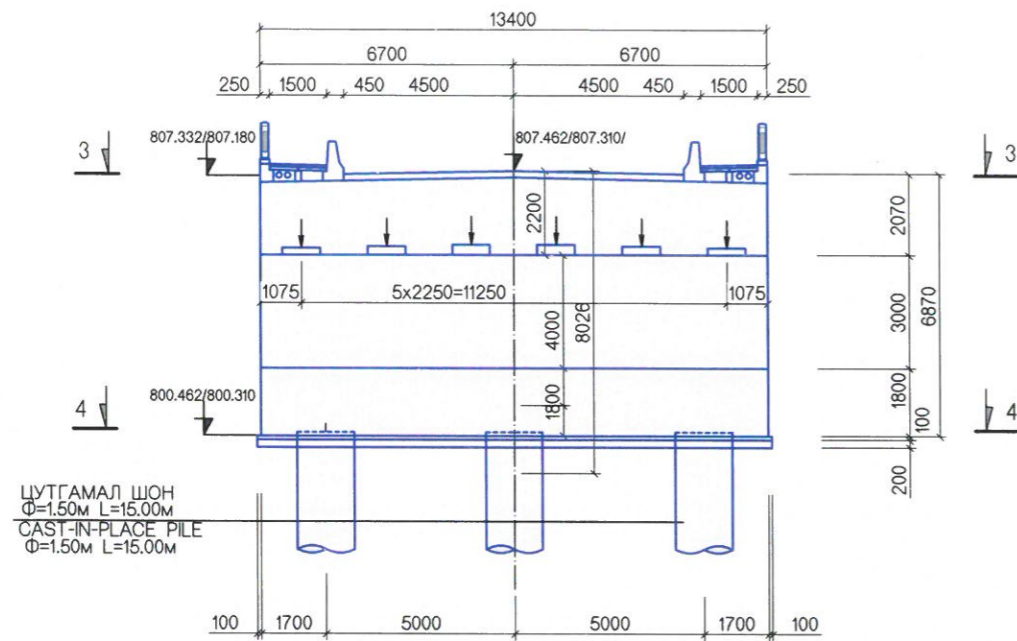 13400
6700 6700
250 1500 450 4500 4500 450 1500 250
807.332/807.180 807.462/807.310/
3 3
2200 2070
1075 5x2250=11250 1075
4000 8026 3000 6870
800.462/800.310 1800 1800
4 4
100
200
ЦУТГАМАЛ ШОН
Ф=1.50м L=15.00м
CAST-IN-PLACE PILE
Ф=1.50м L=15.00м
100 1700 5000 5000 1700 100